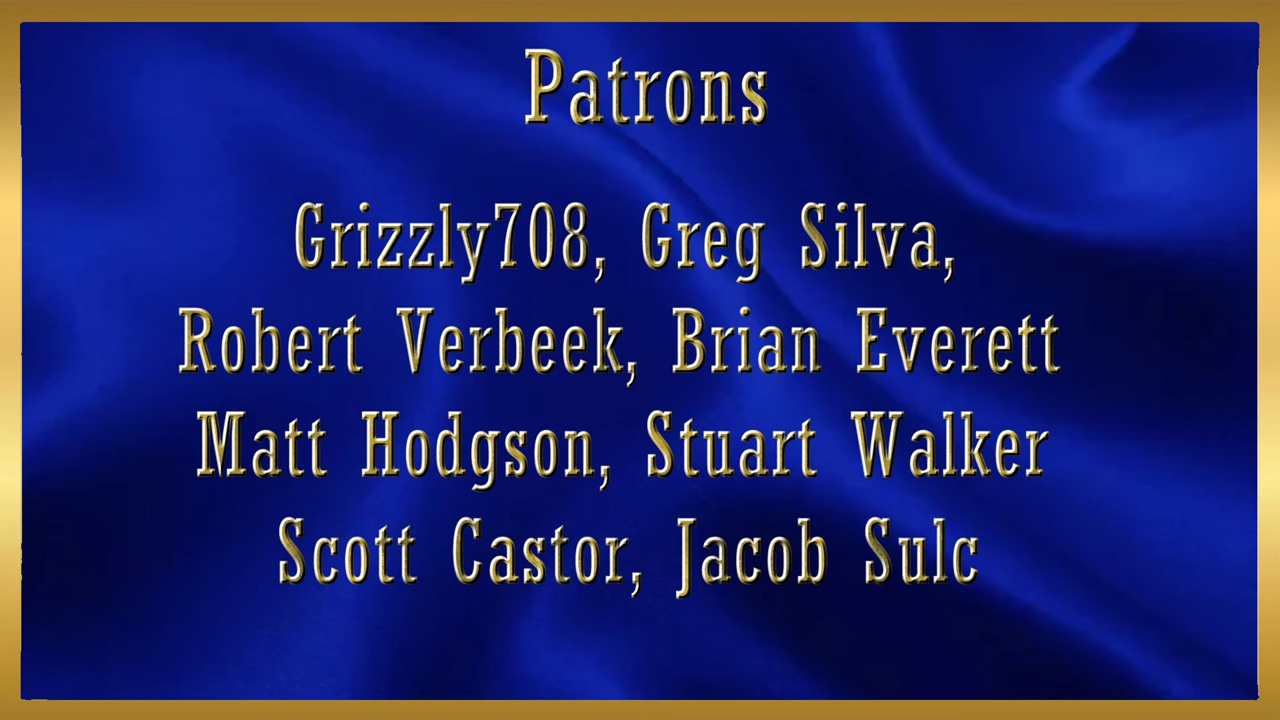 Patrons
Grizzly708, Greg Silva,
Robert Verbeek, Brian Everett
Matt Hodgson, Stuart Walker
Scott Castor, Jacob Sulc